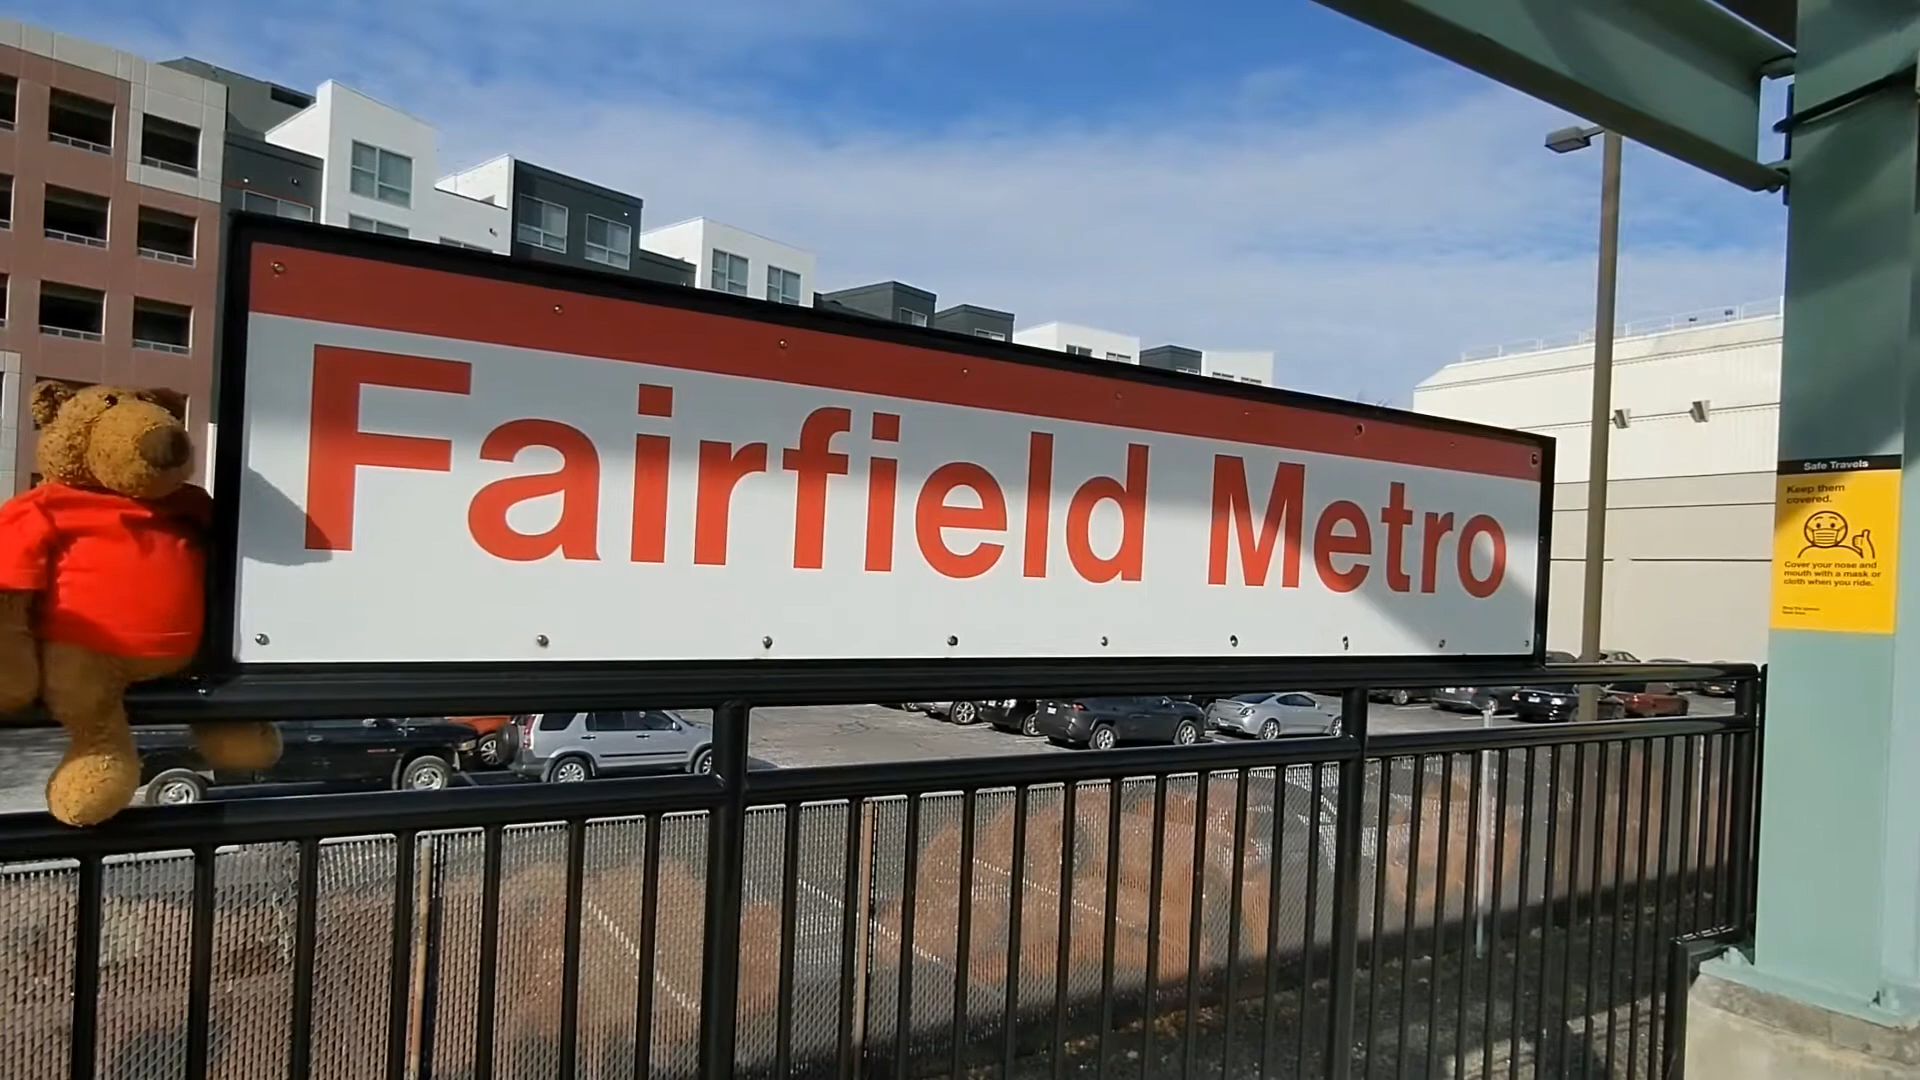 Fairfield Metro
Safe Travels
Keep them
covered.
Cover your nose and
mouth with a mask or
cloth when you ride.